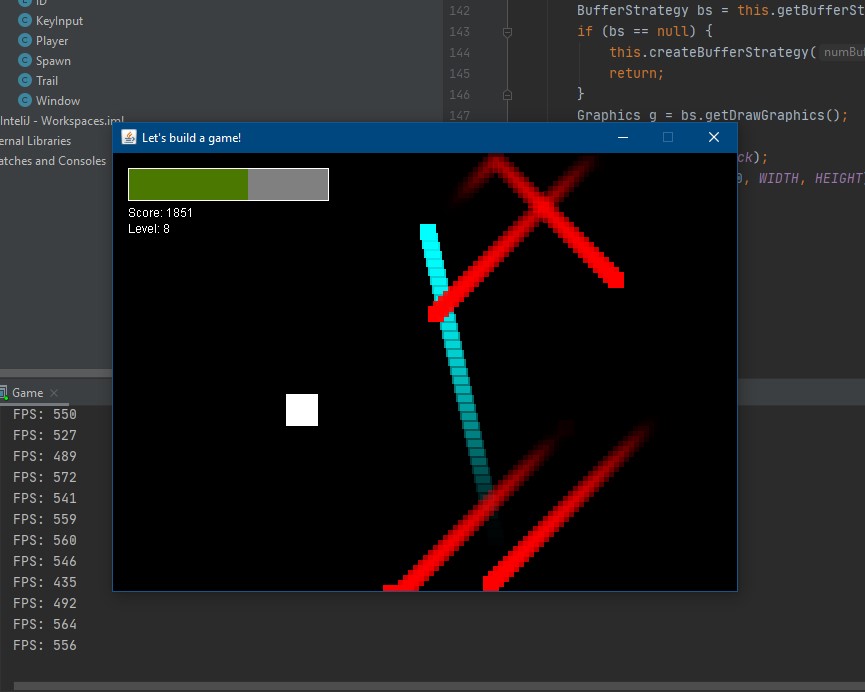 ID
KeyInput
Player
Spawn
Trail
Window
InteliJ - Workspaces.iml
ernal Libraries
atches and Consoles
142 BufferStrategy bs = this.getBufferSt
143 if (bs == null) {
144 this.createBufferStrategy( numBuf
145 return;
146 }
147 Graphics g = bs.getDrawGraphics();
ck);
0, WIDTH, HEIGHT
Let's build a game!
Score: 1851
Level: 8
Game
FPS: 550
FPS: 527
FPS: 489
FPS: 572
FPS: 541
FPS: 559
FPS: 560
FPS: 546
FPS: 435
FPS: 492
FPS: 564
FPS: 556